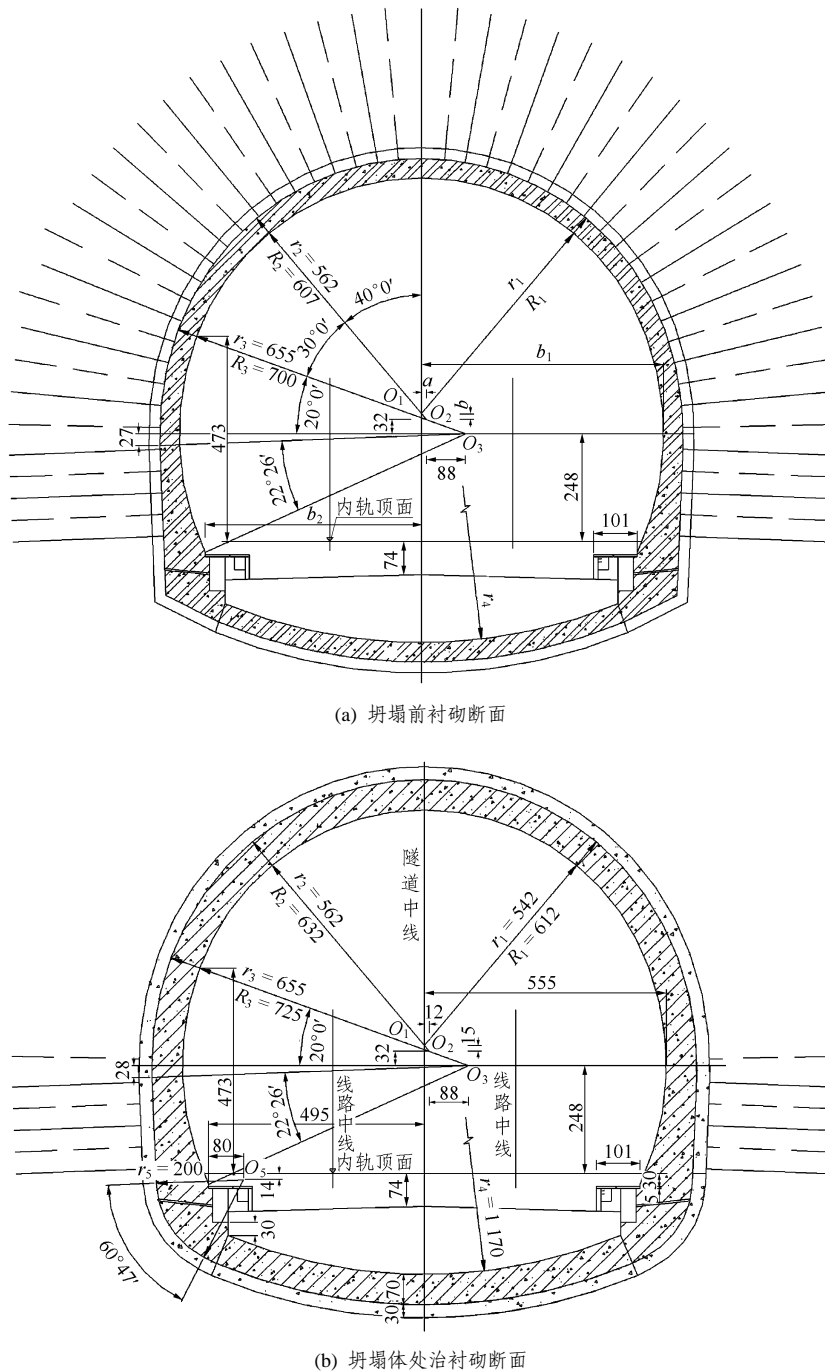 r₂ = 562
R₂ = 607
40°0′
r₁
R₁
30°0′
r₃ = 655
R₃ = 700
b₁
a
20°0′
O₁
O₂
b
32
O₃
27
473
22°26′
88
248
内轨顶面
b₂
101
74
r₄
(a) 坍塌前衬砌断面
隧道中线
r₂ = 562
R₂ = 632
r₁ = 542
R₁ = 612
r₃ = 655
R₃ = 725
555
12
20°0′
O₁
O₂
15
32
O₃
28
473
22°26′
线路中线
88
线路中线
248
495
80
内轨顶面
101
r₅ = 200
O₅
14
74
r₄ = 1 170
30
5
30
60°47′
70
30
(b) 坍塌体处治衬砌断面